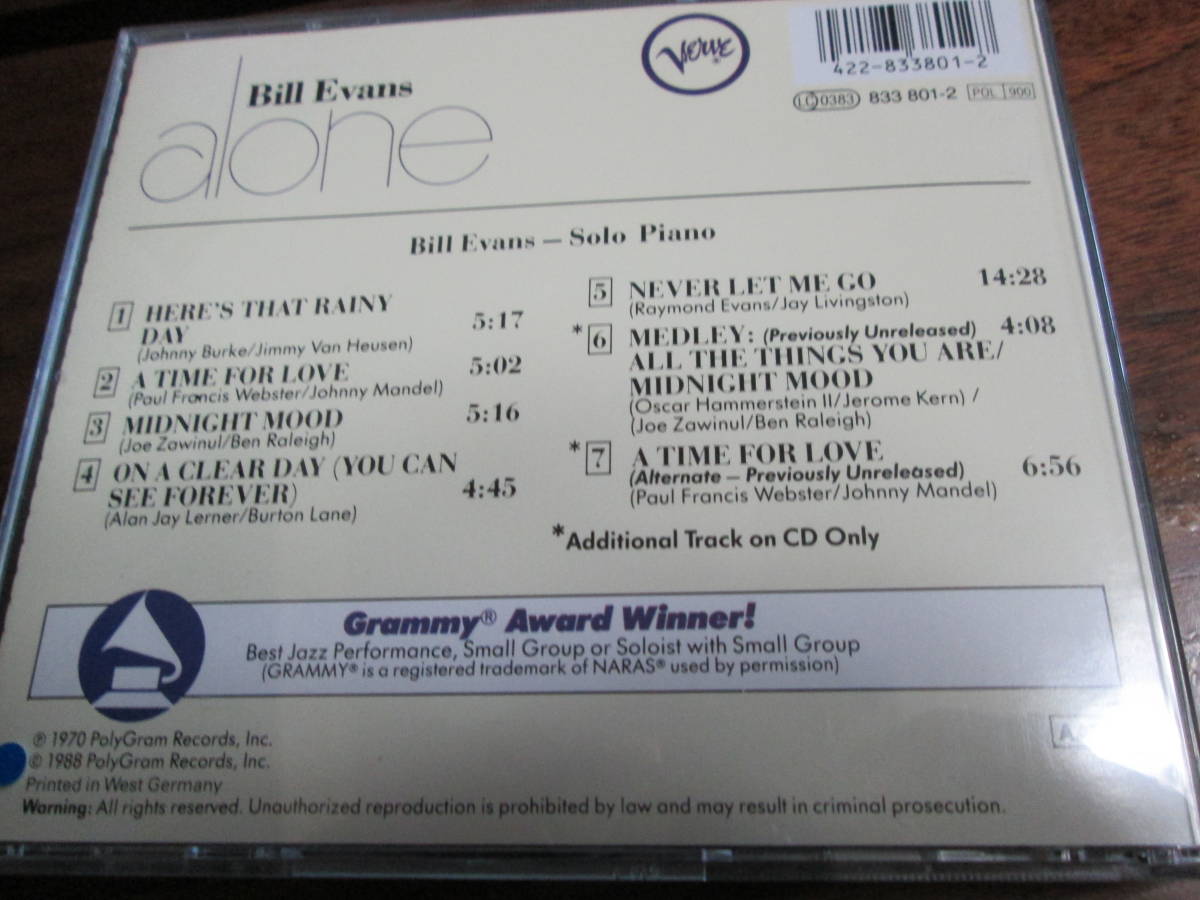 Bill Evans
alone
Verve
422-833801-2
LC 0383 833 801-2 POL 900
Bill Evans – Solo Piano
1 HERE'S THAT RAINY
DAY 5:17
(Johnny Burke/Jimmy Van Heusen)
2 A TIME FOR LOVE 5:02
(Paul Francis Webster/Johnny Mandel)
3 MIDNIGHT MOOD 5:16
(Joe Zawinul/Ben Raleigh)
4 ON A CLEAR DAY (YOU CAN
SEE FOREVER) 4:45
(Alan Jay Lerner/Burton Lane)
5 NEVER LET ME GO 14:28
(Raymond Evans/Jay Livingston)
*6 MEDLEY: (Previously Unreleased) 4:08
ALL THE THINGS YOU ARE/
MIDNIGHT MOOD
(Oscar Hammerstein II/Jerome Kern) /
(Joe Zawinul/Ben Raleigh)
*7 A TIME FOR LOVE 6:56
(Alternate – Previously Unreleased)
(Paul Francis Webster/Johnny Mandel)
*Additional Track on CD Only
Grammy® Award Winner!
Best Jazz Performance, Small Group or Soloist with Small Group
(GRAMMY® is a registered trademark of NARAS® used by permission)
℗ 1970 PolyGram Records, Inc.
© 1988 PolyGram Records, Inc.
Printed in West Germany
Warning: All rights reserved. Unauthorized reproduction is prohibited by law and may result in criminal prosecution.